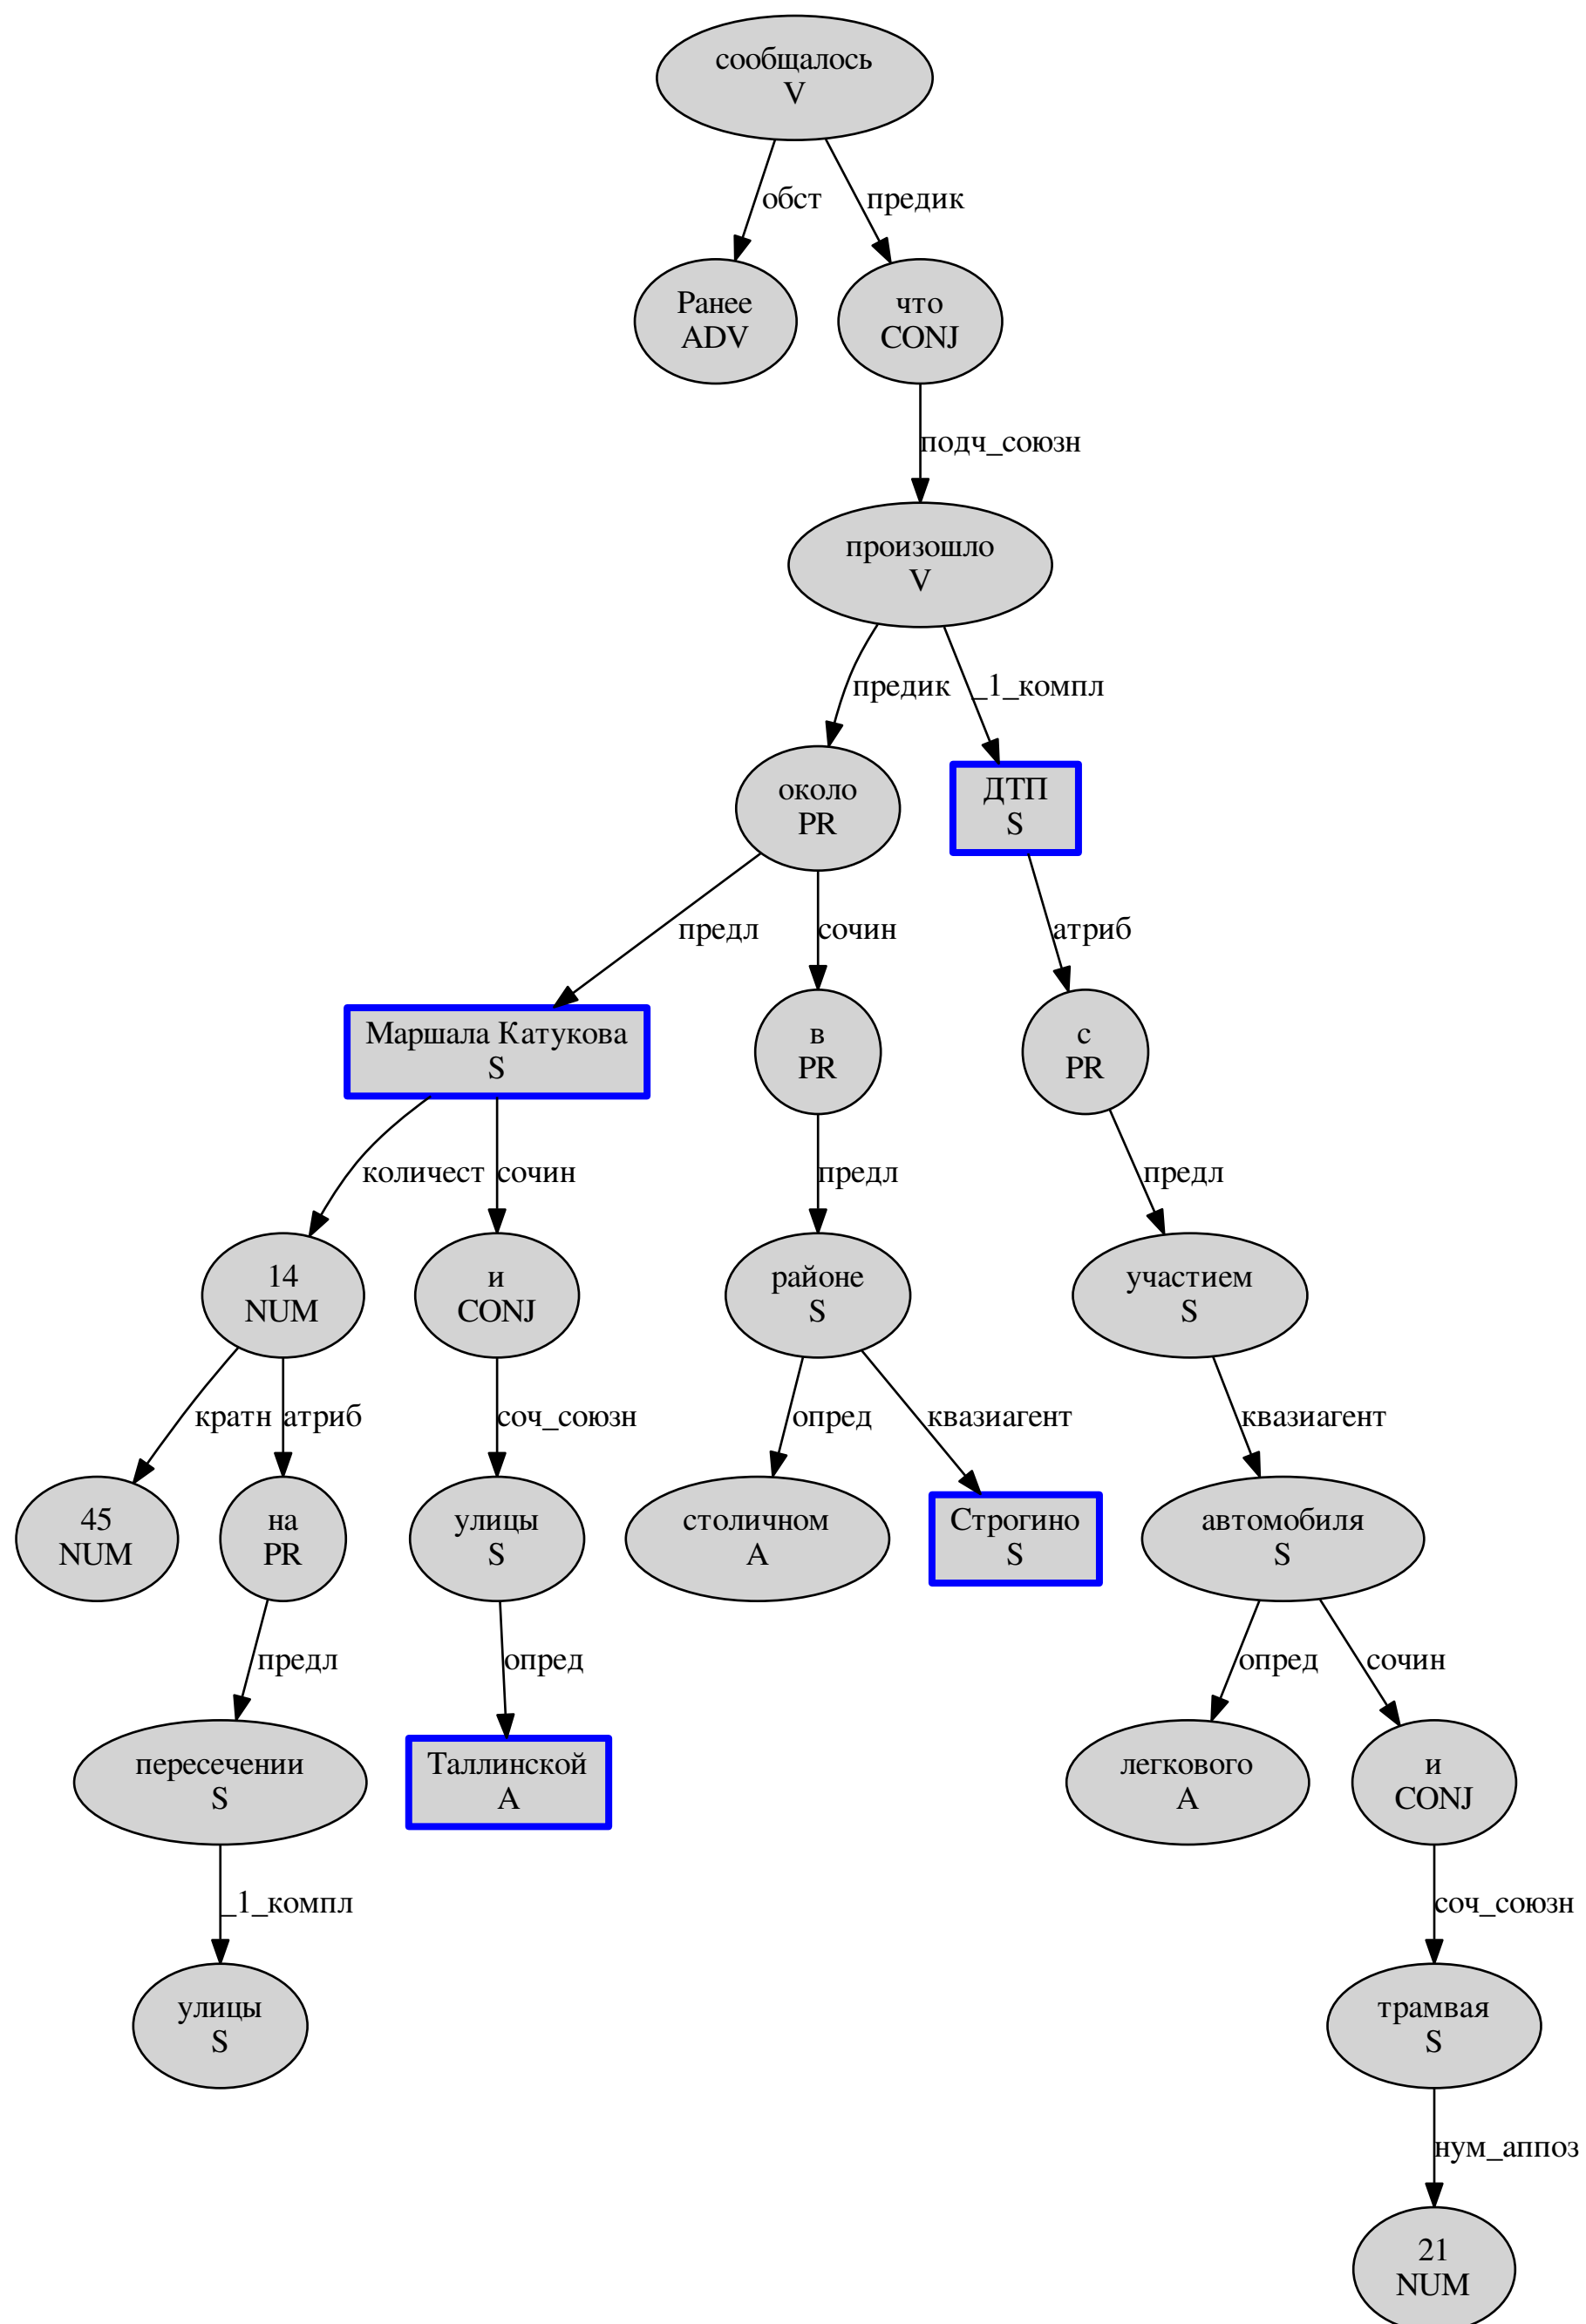 сообщалось
V
обст
предик
Ранее
ADV
что
CONJ
подч_союзн
произошло
V
предик
_1_компл
около
PR
ДТП
S
предл
сочин
атриб
Маршала Катукова
S
в
PR
с
PR
количест
сочин
предл
предл
14
NUM
и
CONJ
районе
S
участием
S
кратн
атриб
соч_союзн
опред
квазиагент
квазиагент
45
NUM
на
PR
улицы
S
столичном
A
Строгино
S
автомобиля
S
предл
опред
опред
сочин
пересечении
S
Таллинской
A
легкового
A
и
CONJ
_1_компл
соч_союзн
улицы
S
трамвая
S
нум_аппоз
21
NUM